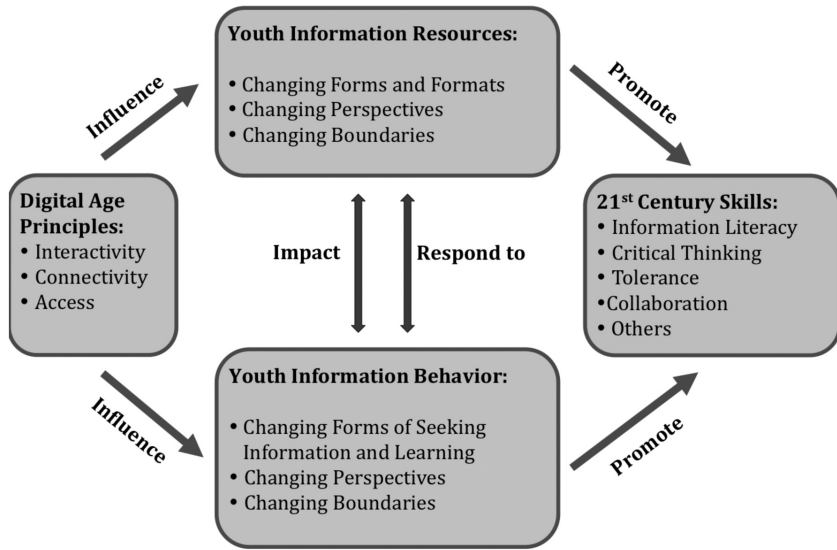 Youth Information Resources:
• Changing Forms and Formats
• Changing Perspectives
• Changing Boundaries
Influence
Promote
Digital Age
Principles:
• Interactivity
• Connectivity
• Access
Impact
Respond to
21st Century Skills:
• Information Literacy
• Critical Thinking
• Tolerance
•Collaboration
• Others
Youth Information Behavior:
• Changing Forms of Seeking
Information and Learning
• Changing Perspectives
• Changing Boundaries
Influence
Promote